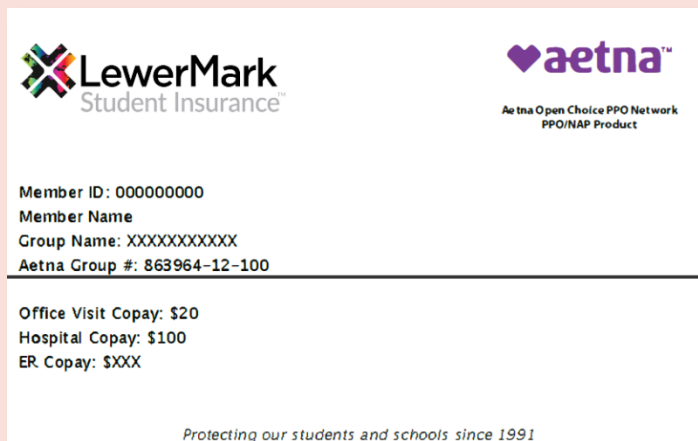 LewerMark
Student Insurance™
aetna™
Aetna Open Choice PPO Network
PPO/NAP Product
Member ID: 000000000
Member Name
Group Name: XXXXXXXXXXX
Aetna Group #: 863964-12-100
Office Visit Copay: $20
Hospital Copay: $100
ER Copay: $XXX
Protecting our students and schools since 1991